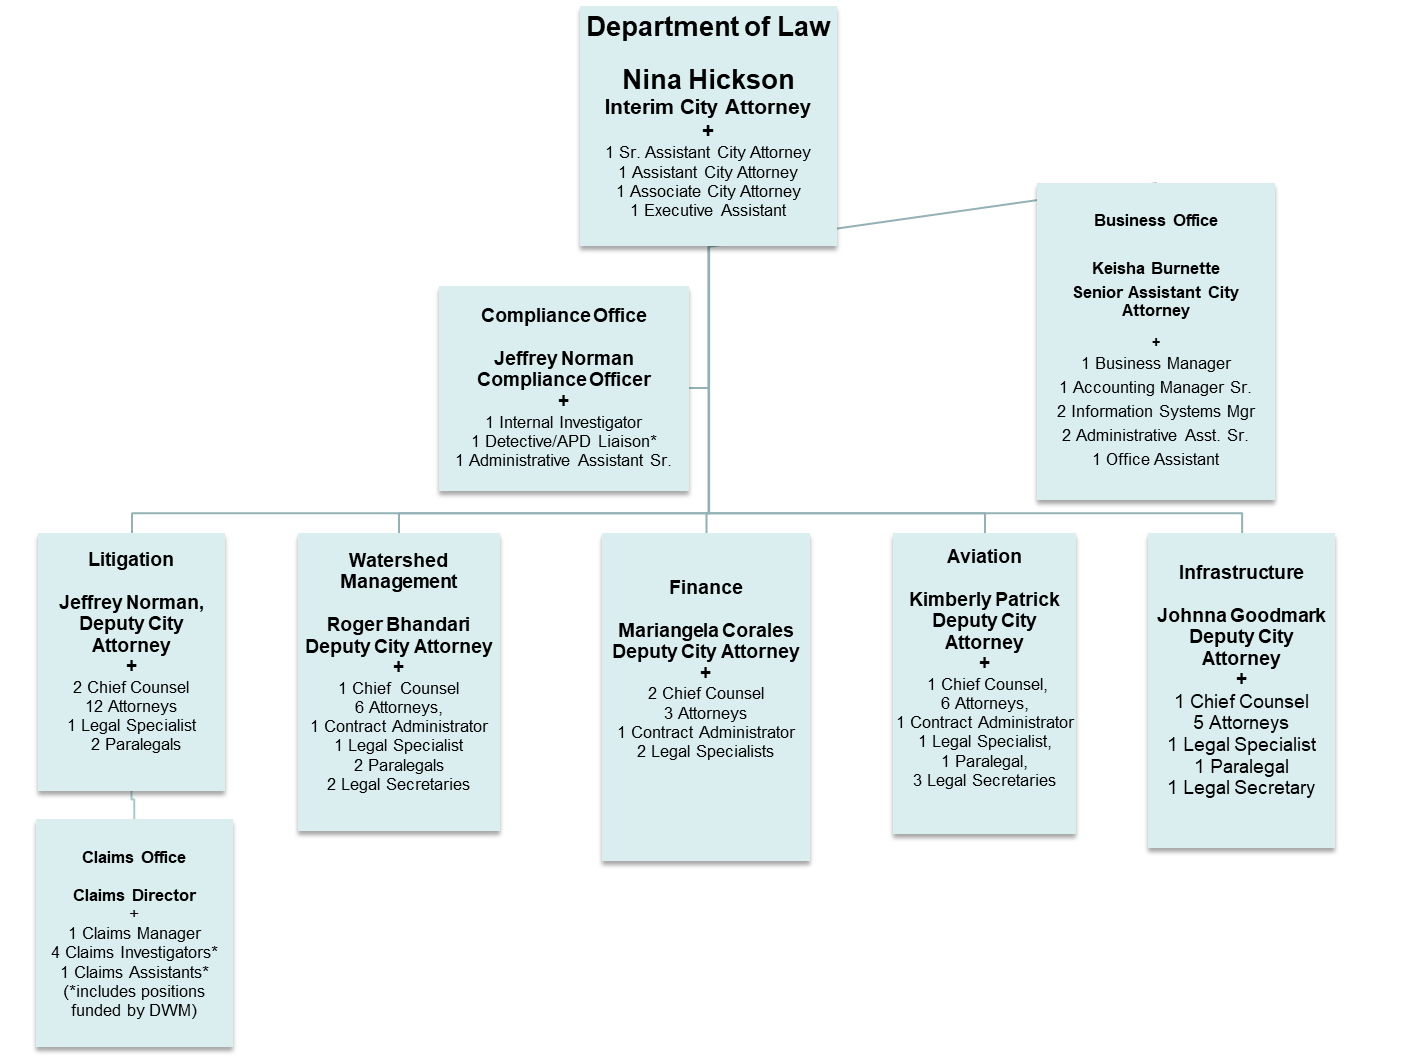 Department of Law
Nina Hickson
Interim City Attorney
+
1 Sr. Assistant City Attorney
1 Assistant City Attorney
1 Associate City Attorney
1 Executive Assistant
Business Office
Keisha Burnette
Senior Assistant City
Attorney
+
1 Business Manager
1 Accounting Manager Sr.
2 Information Systems Mgr
2 Administrative Asst. Sr.
1 Office Assistant
Compliance Office
Jeffrey Norman
Compliance Officer
+
1 Internal Investigator
1 Detective/APD Liaison*
1 Administrative Assistant Sr.
Litigation
Jeffrey Norman,
Deputy City
Attorney
+
2 Chief Counsel
12 Attorneys
1 Legal Specialist
2 Paralegals
Watershed
Management
Roger Bhandari
Deputy City Attorney
+
1 Chief Counsel
6 Attorneys,
1 Contract Administrator
1 Legal Specialist
2 Paralegals
2 Legal Secretaries
Finance
Mariangela Corales
Deputy City Attorney
+
2 Chief Counsel
3 Attorneys
1 Contract Administrator
2 Legal Specialists
Aviation
Kimberly Patrick
Deputy City
Attorney
+
1 Chief Counsel,
6 Attorneys,
1 Contract Administrator
1 Legal Specialist,
1 Paralegal,
3 Legal Secretaries
Infrastructure
Johnna Goodmark
Deputy City
Attorney
+
1 Chief Counsel
5 Attorneys
1 Legal Specialist
1 Paralegal
1 Legal Secretary
Claims Office
Claims Director
+
1 Claims Manager
4 Claims Investigators*
1 Claims Assistants*
(*includes positions
funded by DWM)